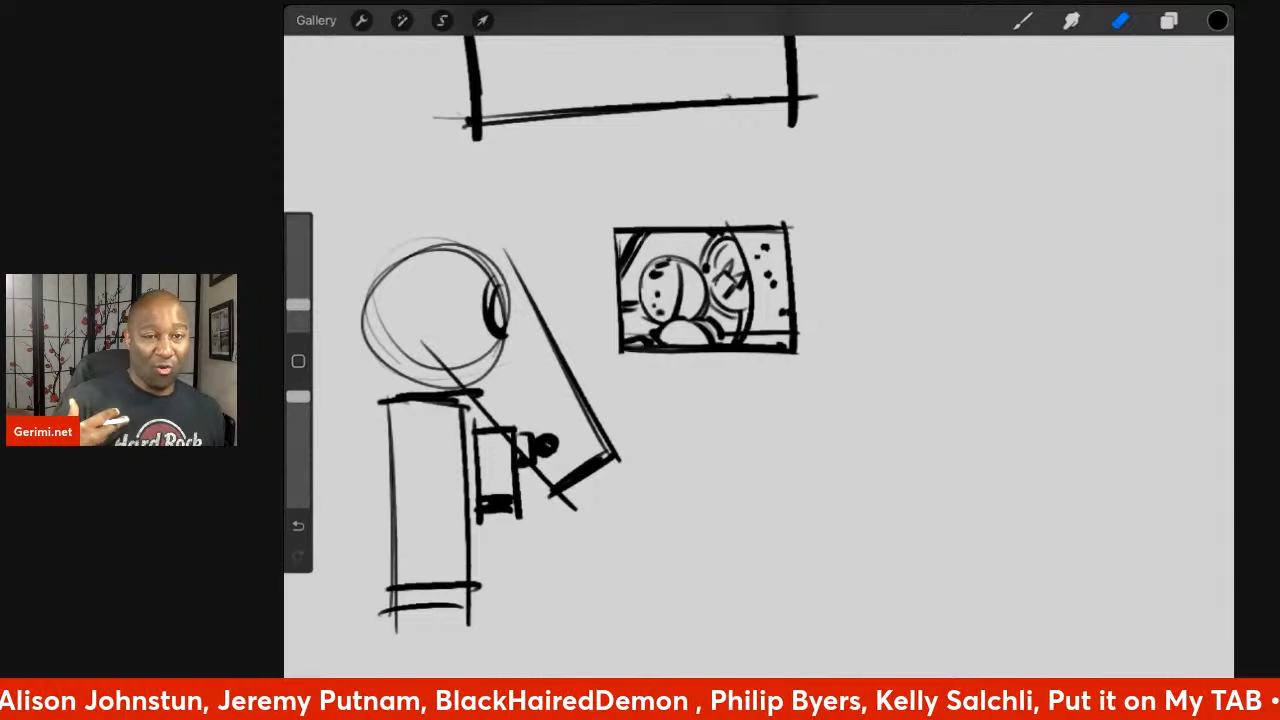 Gallery
Gerimi.net
Hard Rock
Alison Johnstun, Jeremy Putnam, BlackHairedDemon , Philip Byers, Kelly Salchli, Put it on My TAB •